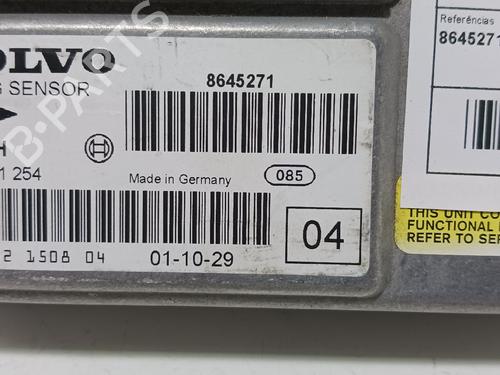 OLVO
G SENSOR
8645271
H
1 254
Made in Germany
085
2 1508 04
01-10-29
04
Referências
8645271
THIS UNIT CO
FUNCTIONAL
REFER TO SER
B-PARTS